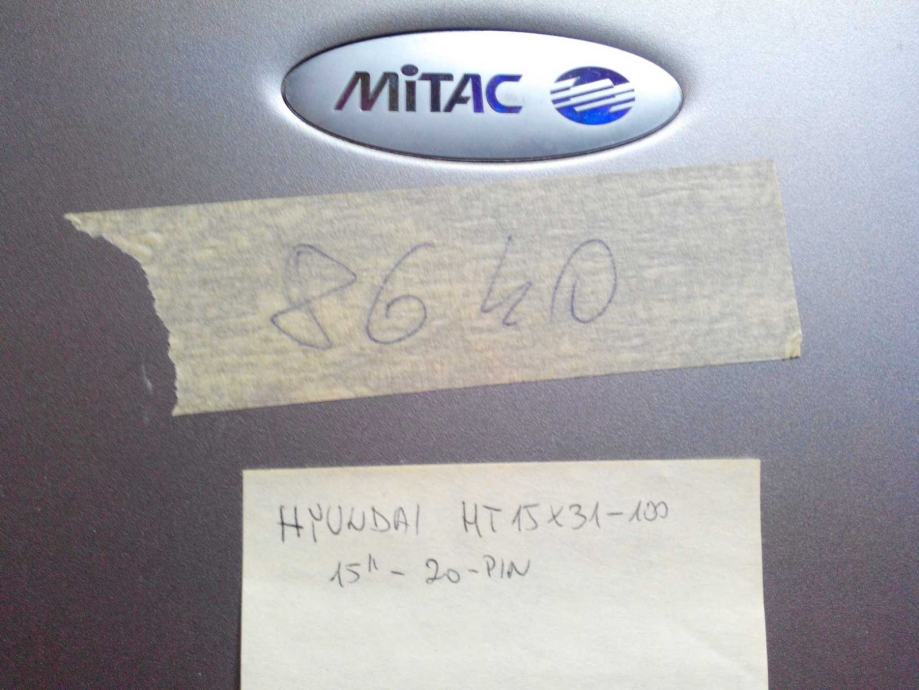 MiTAC
8640
HYUNDAI HT15X31-100
15" - 20-PIN